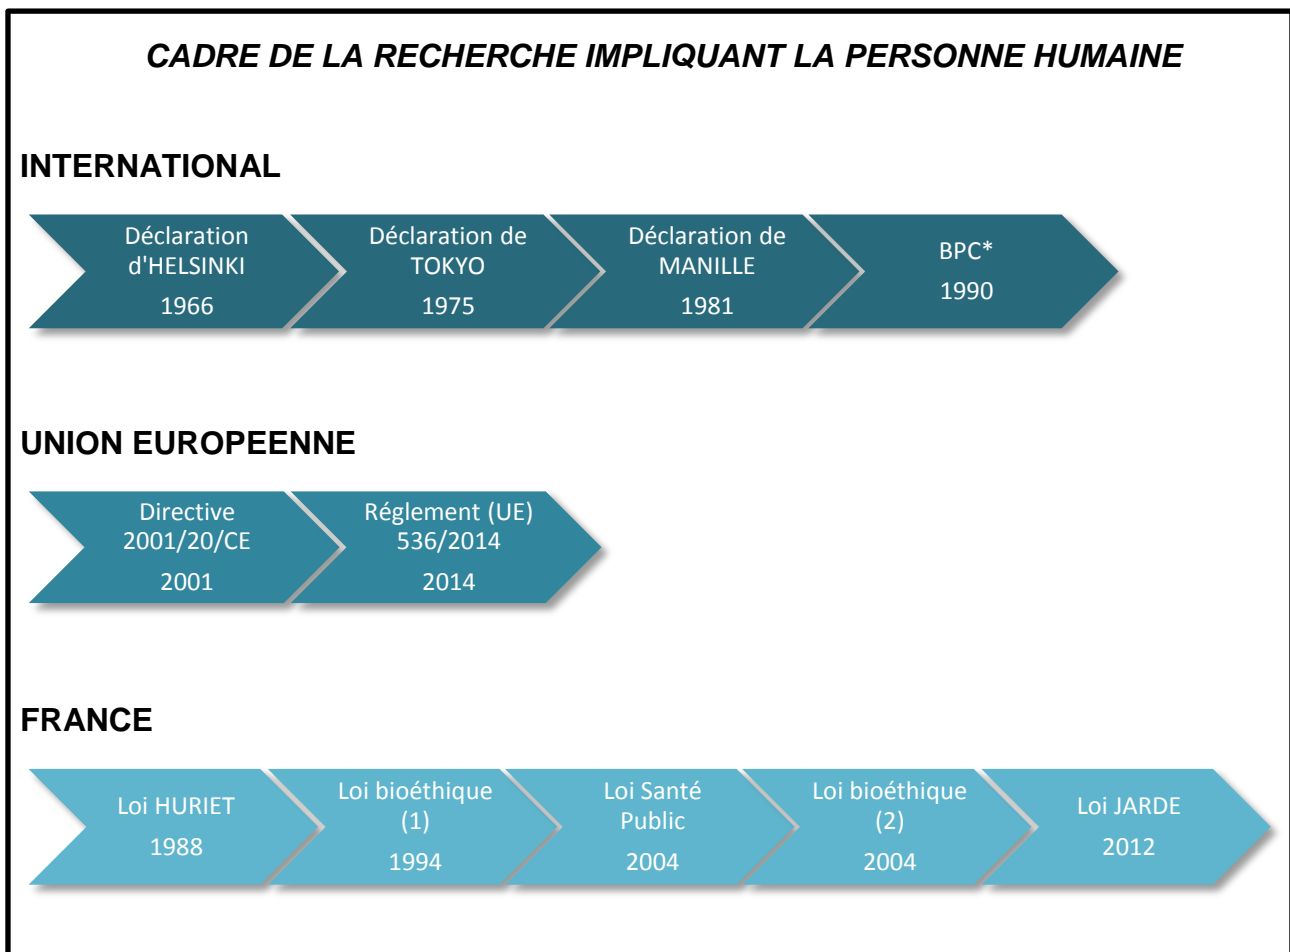 CADRE DE LA RECHERCHE IMPLIQUANT LA PERSONNE HUMAINE
INTERNATIONAL
Déclaration
d'HELSINKI
1966
Déclaration de
TOKYO
1975
Déclaration de
MANILLE
1981
BPC*
1990
UNION EUROPEENNE
Directive
2001/20/CE
2001
Réglement (UE)
536/2014
2014
FRANCE
Loi HURIET
1988
Loi bioéthique
(1)
1994
Loi Santé
Public
2004
Loi bioéthique
(2)
2004
Loi JARDE
2012